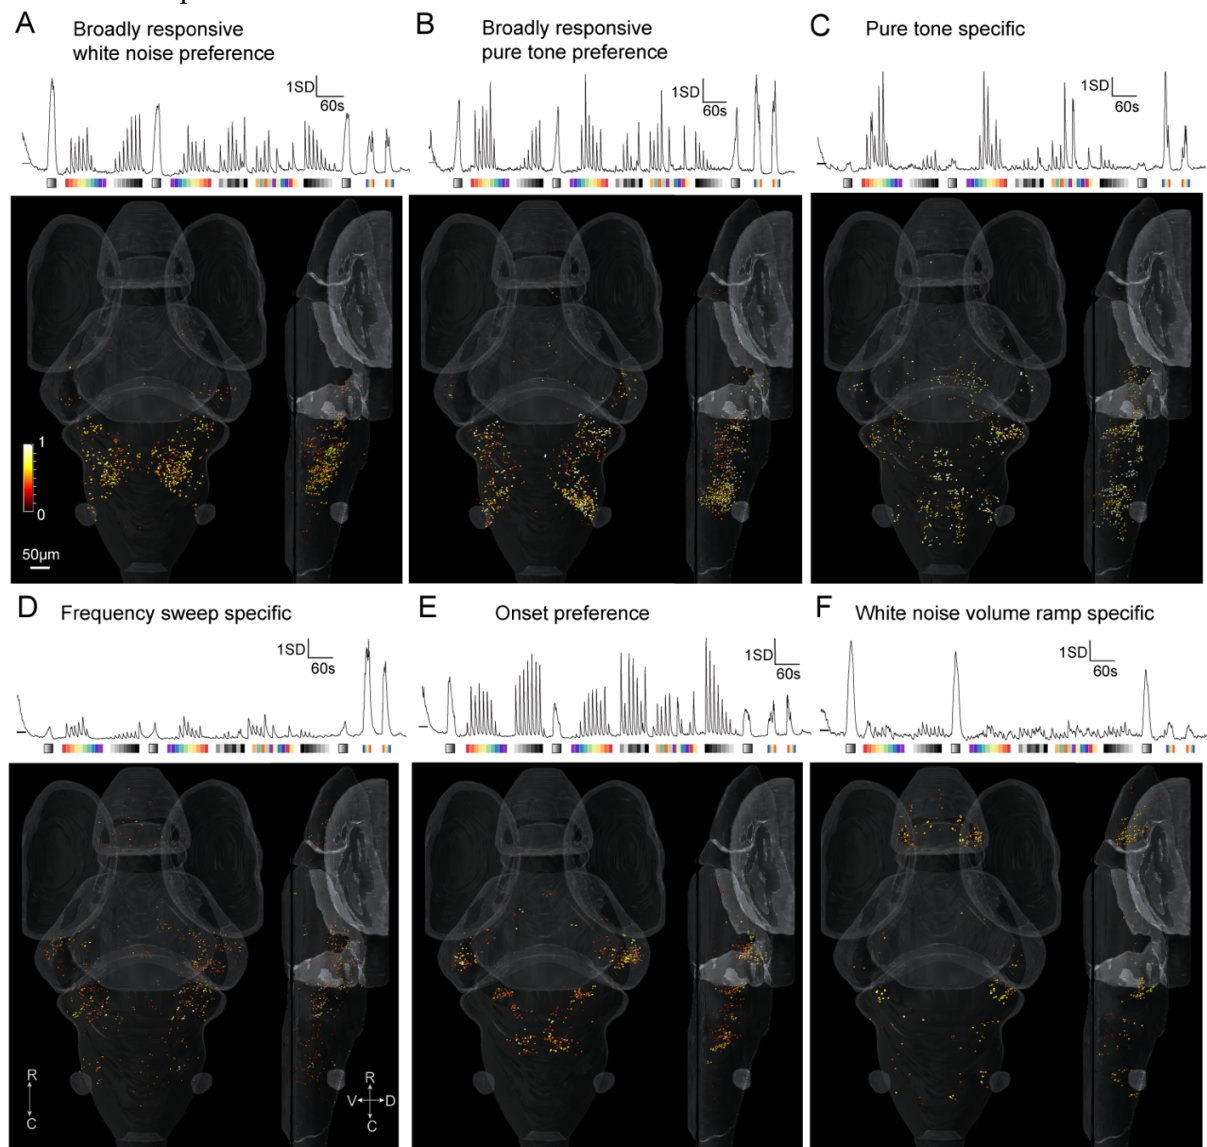 A
Broadly responsive
white noise preference
1SD
60s
B
Broadly responsive
pure tone preference
1SD
60s
C
Pure tone specific
1SD
60s
1
0
50μm
D
Frequency sweep specific
1SD
60s
E
Onset preference
1SD
60s
F
White noise volume ramp specific
1SD
60s
R
C
R
V D
C